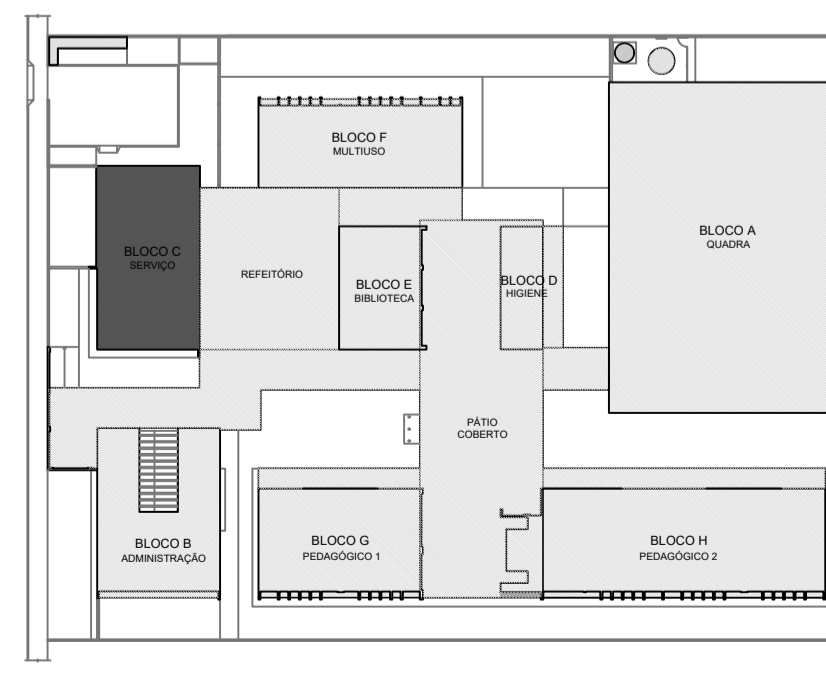 BLOCO F
MULTIUSO
BLOCO A
QUADRA
BLOCO C
SERVIÇO
REFEITÓRIO
BLOCO E
BIBLIOTECA
BLOCO D
HIGIENE
PÁTIO
COBERTO
BLOCO B
ADMINISTRAÇÃO
BLOCO G
PEDAGÓGICO 1
BLOCO H
PEDAGÓGICO 2